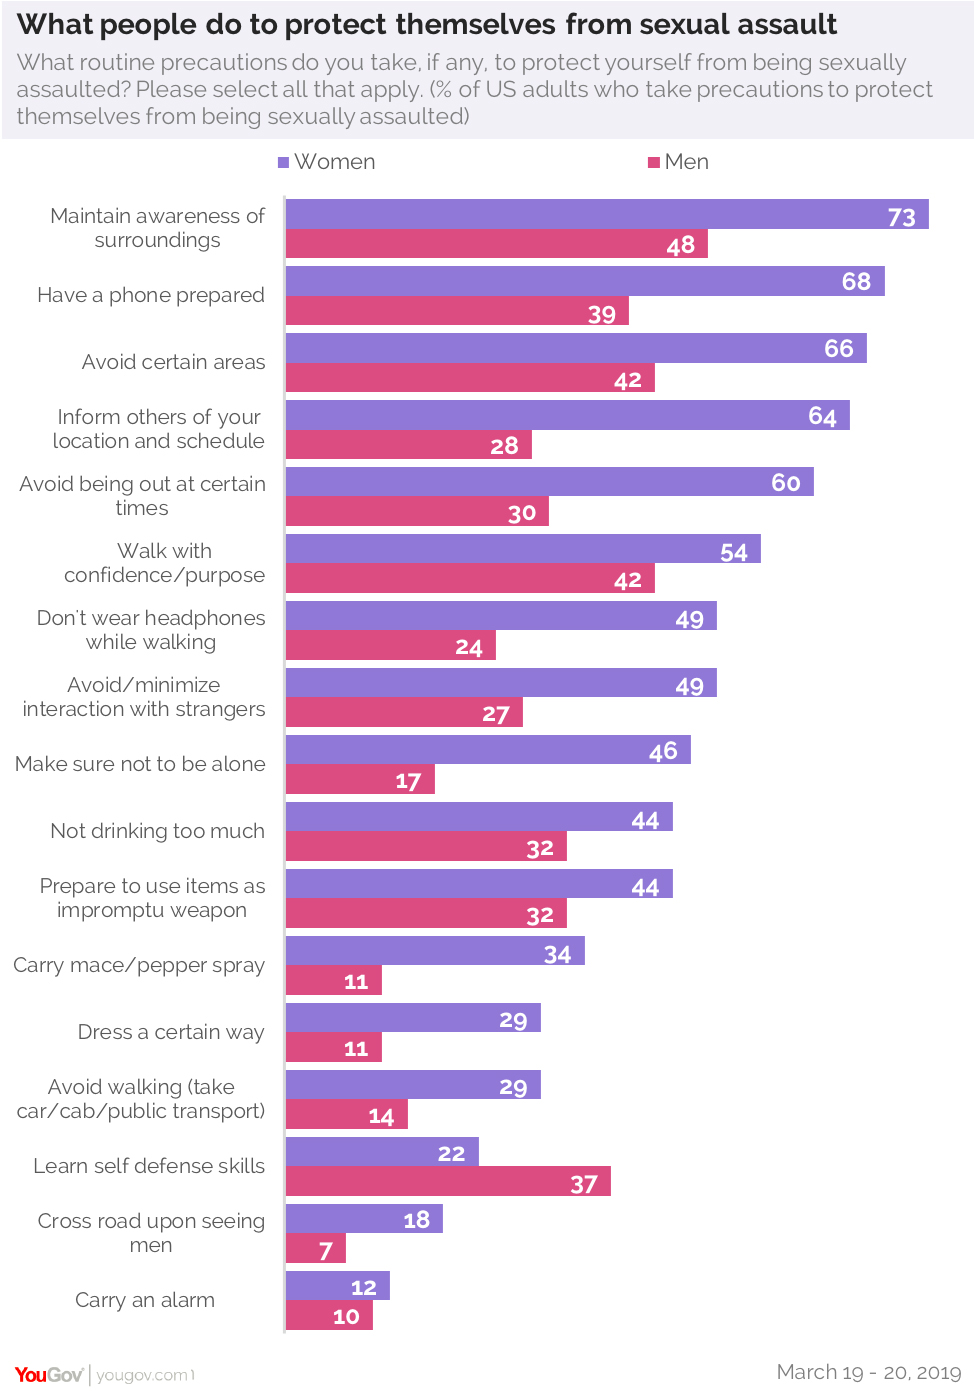 What people do to protect themselves from sexual assault
What routine precautions do you take, if any, to protect yourself from being sexually
assaulted? Please select all that apply. (% of US adults who take precautions to protect
themselves from being sexually assaulted)
Women Men
Maintain awareness of
surroundings
73
48
Have a phone prepared
68
39
Avoid certain areas
66
42
Inform others of your
location and schedule
64
28
Avoid being out at certain
times
60
30
Walk with
confidence/purpose
54
42
Don't wear headphones
while walking
49
24
Avoid/minimize
interaction with strangers
49
27
Make sure not to be alone
46
17
Not drinking too much
44
32
Prepare to use items as
impromptu weapon
44
32
Carry mace/pepper spray
34
11
Dress a certain way
29
11
Avoid walking (take
car/cab/public transport)
29
14
Learn self defense skills
22
37
Cross road upon seeing
men
18
7
Carry an alarm
12
10
YouGov | yougov.com1
March 19 - 20, 2019